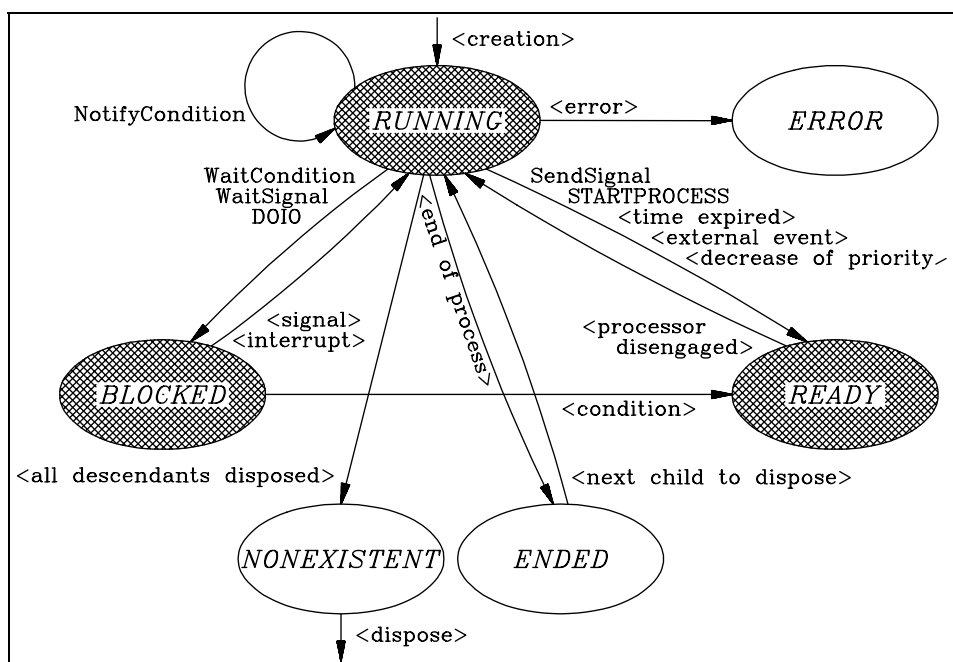 <creation>
NotifyCondition
RUNNING
<error>
ERROR
WaitCondition
WaitSignal
DOIO
SendSignal
STARTPROCESS
<time expired>
<external event>
<decrease of priority
<end of process>
<signal>
<interrupt>
<processor
disengaged>
BLOCKED
READY
<condition>
<all descendants disposed>
<next child to dispose>
NONEXISTENT
ENDED
<dispose>